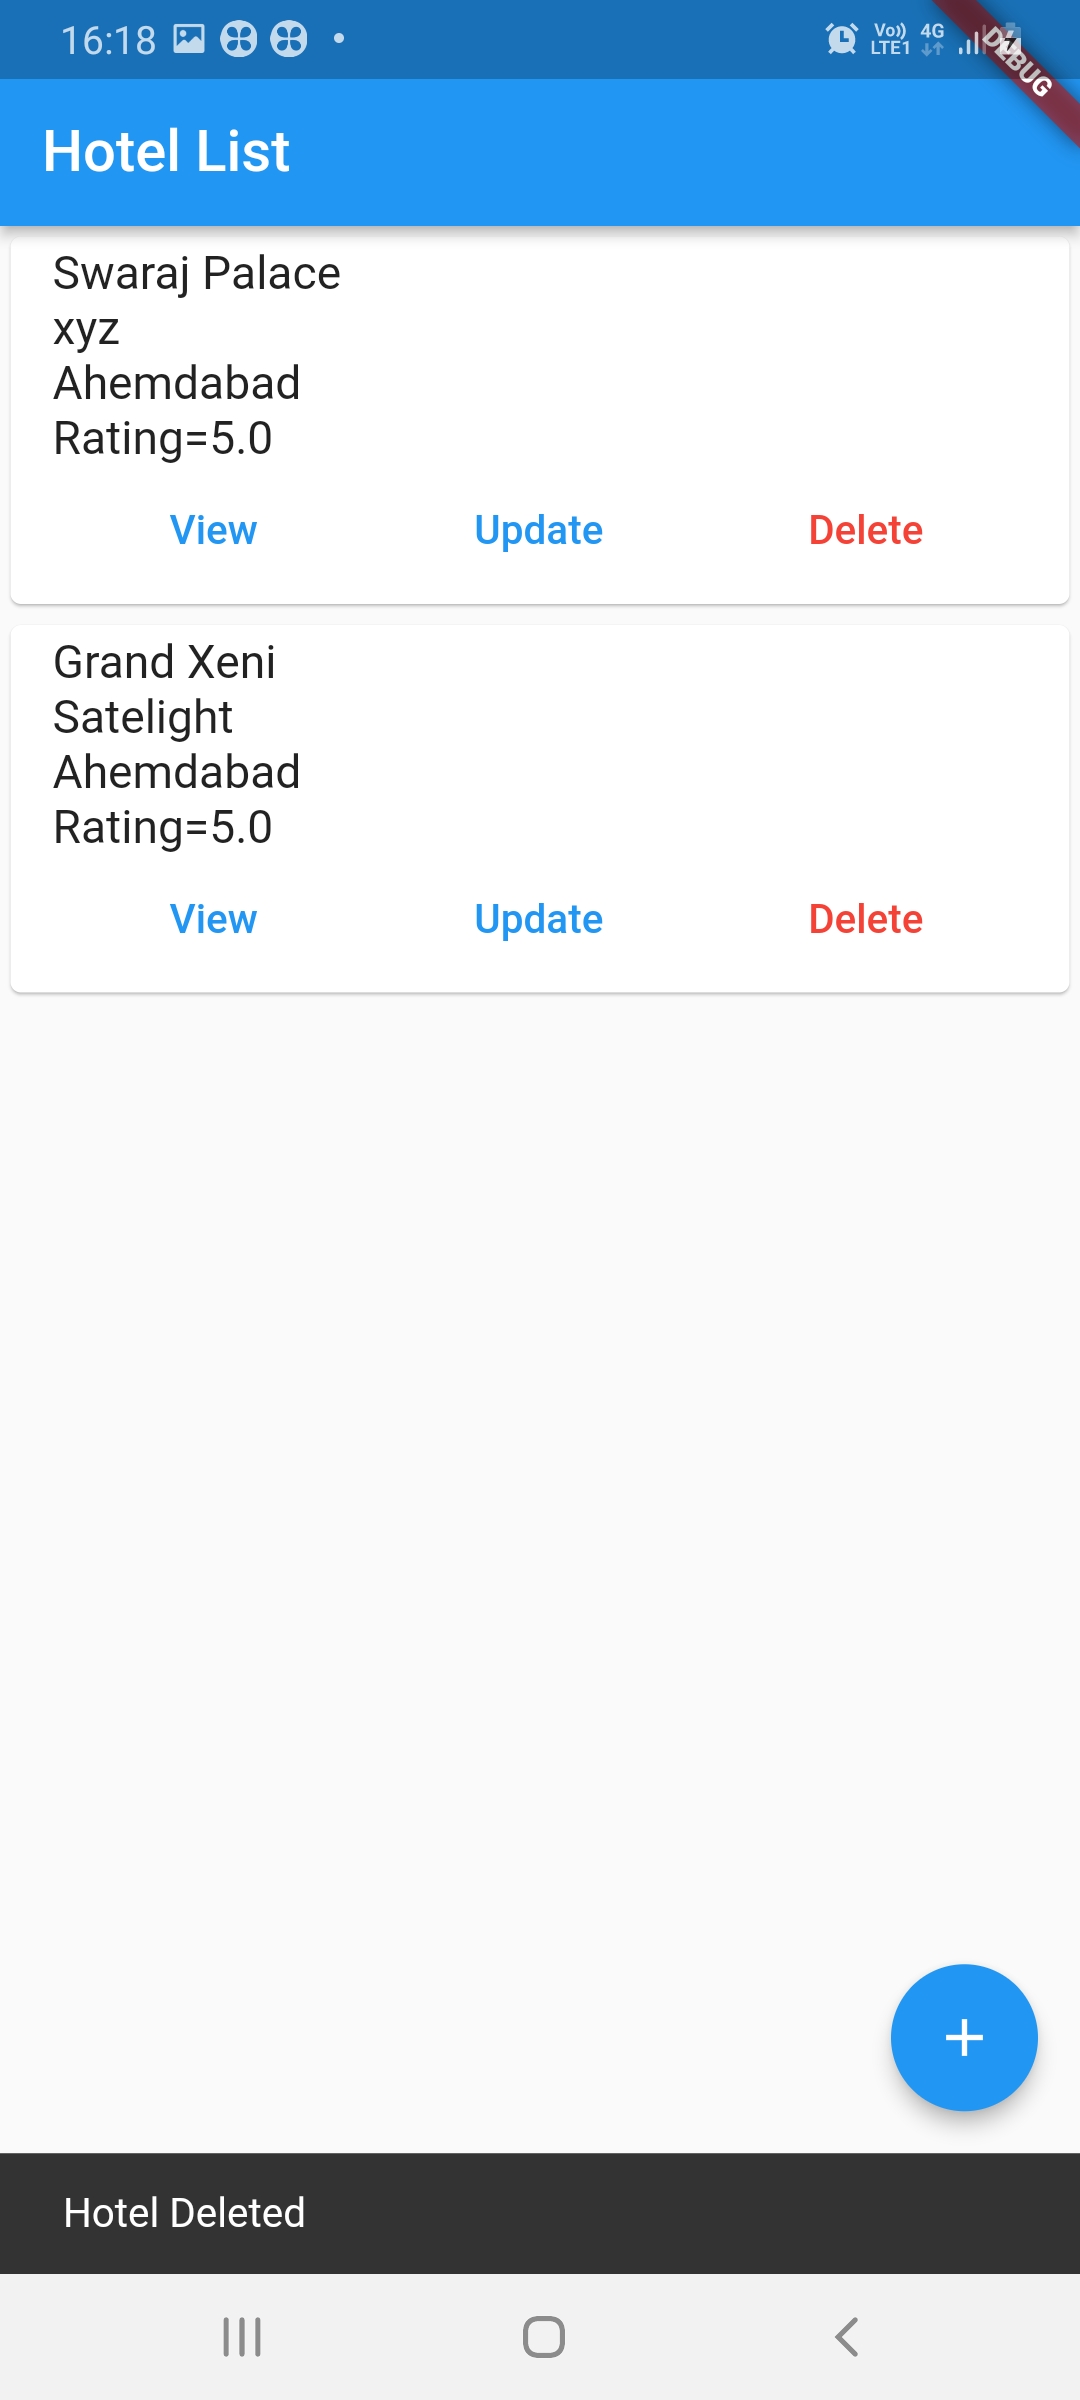 16:18
Vo)) 4G
LTE1
DEBUG
Hotel List
Swaraj Palace
xyz
Ahemdabad
Rating=5.0
View Update Delete
Grand Xeni
Satelight
Ahemdabad
Rating=5.0
View Update Delete
+
Hotel Deleted